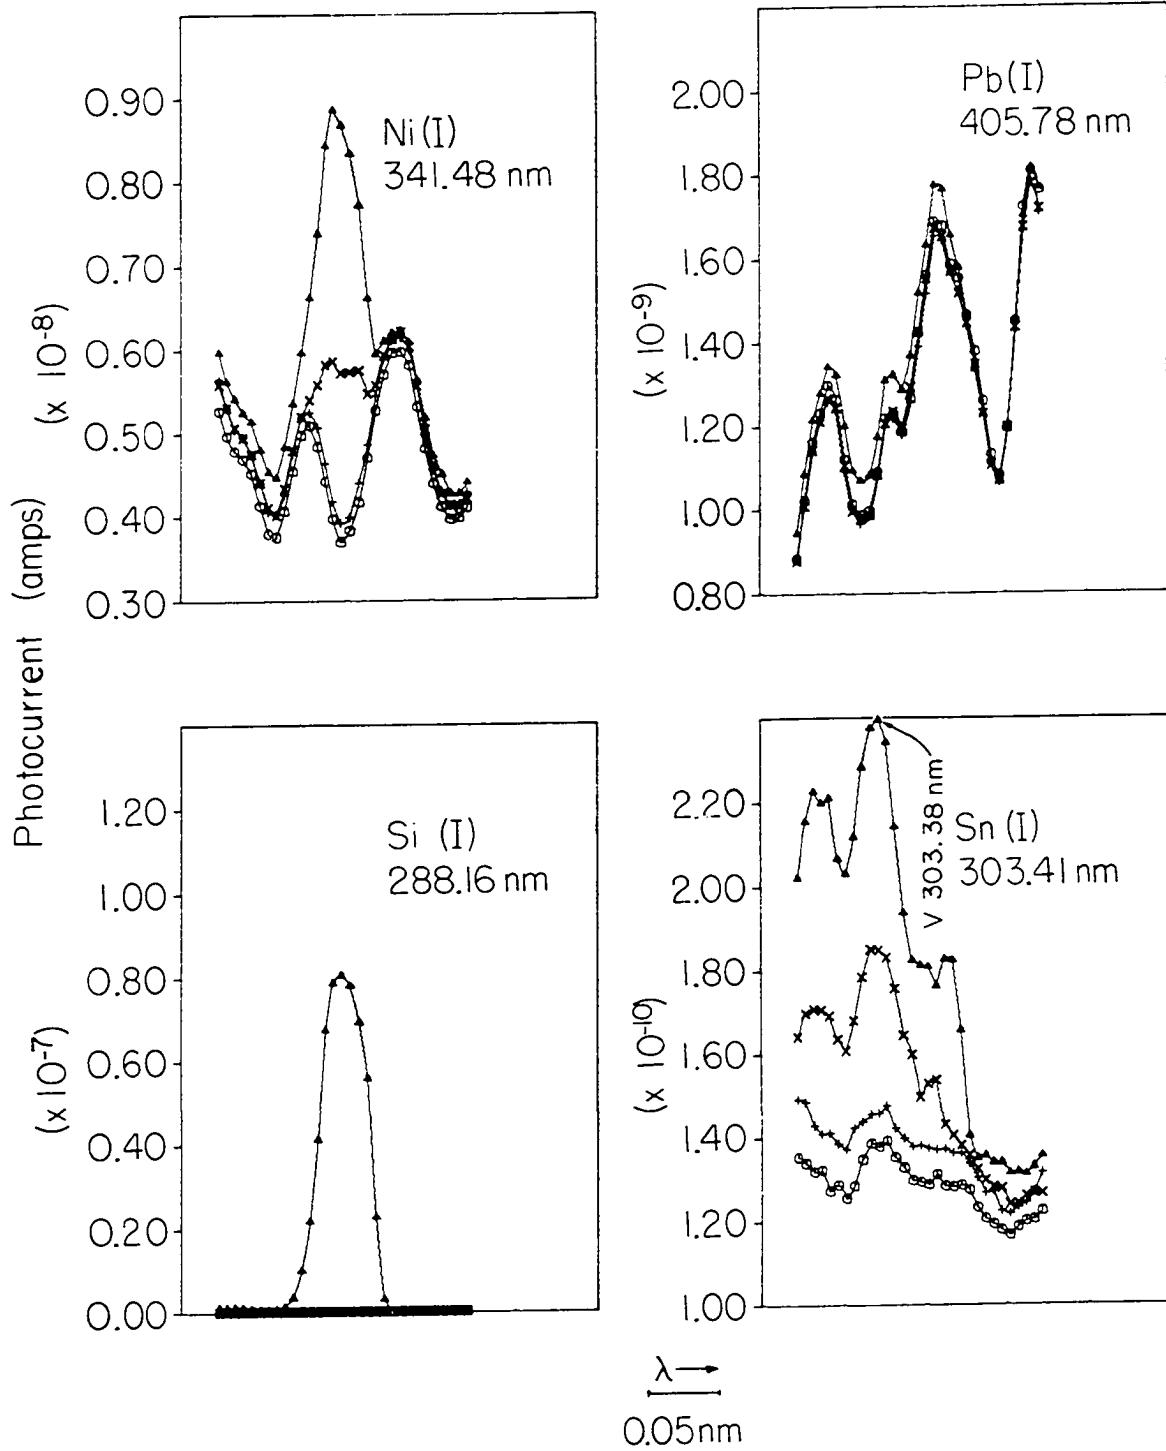 Photocurrent (amps)
(x 10⁻⁸)
0.90
0.80
0.70
0.60
0.50
0.40
0.30
Ni (I)
341.48 nm
(x 10⁻⁹)
2.00
1.80
1.60
1.40
1.20
1.00
0.80
Pb (I)
405.78 nm
(x 10⁻⁷)
1.20
1.00
0.80
0.60
0.40
0.20
0.00
Si (I)
288.16 nm
(x 10⁻¹⁰)
2.20
2.00
1.80
1.60
1.40
1.20
1.00
V 303.38 nm
Sn (I)
303.41 nm
λ→
0.05nm